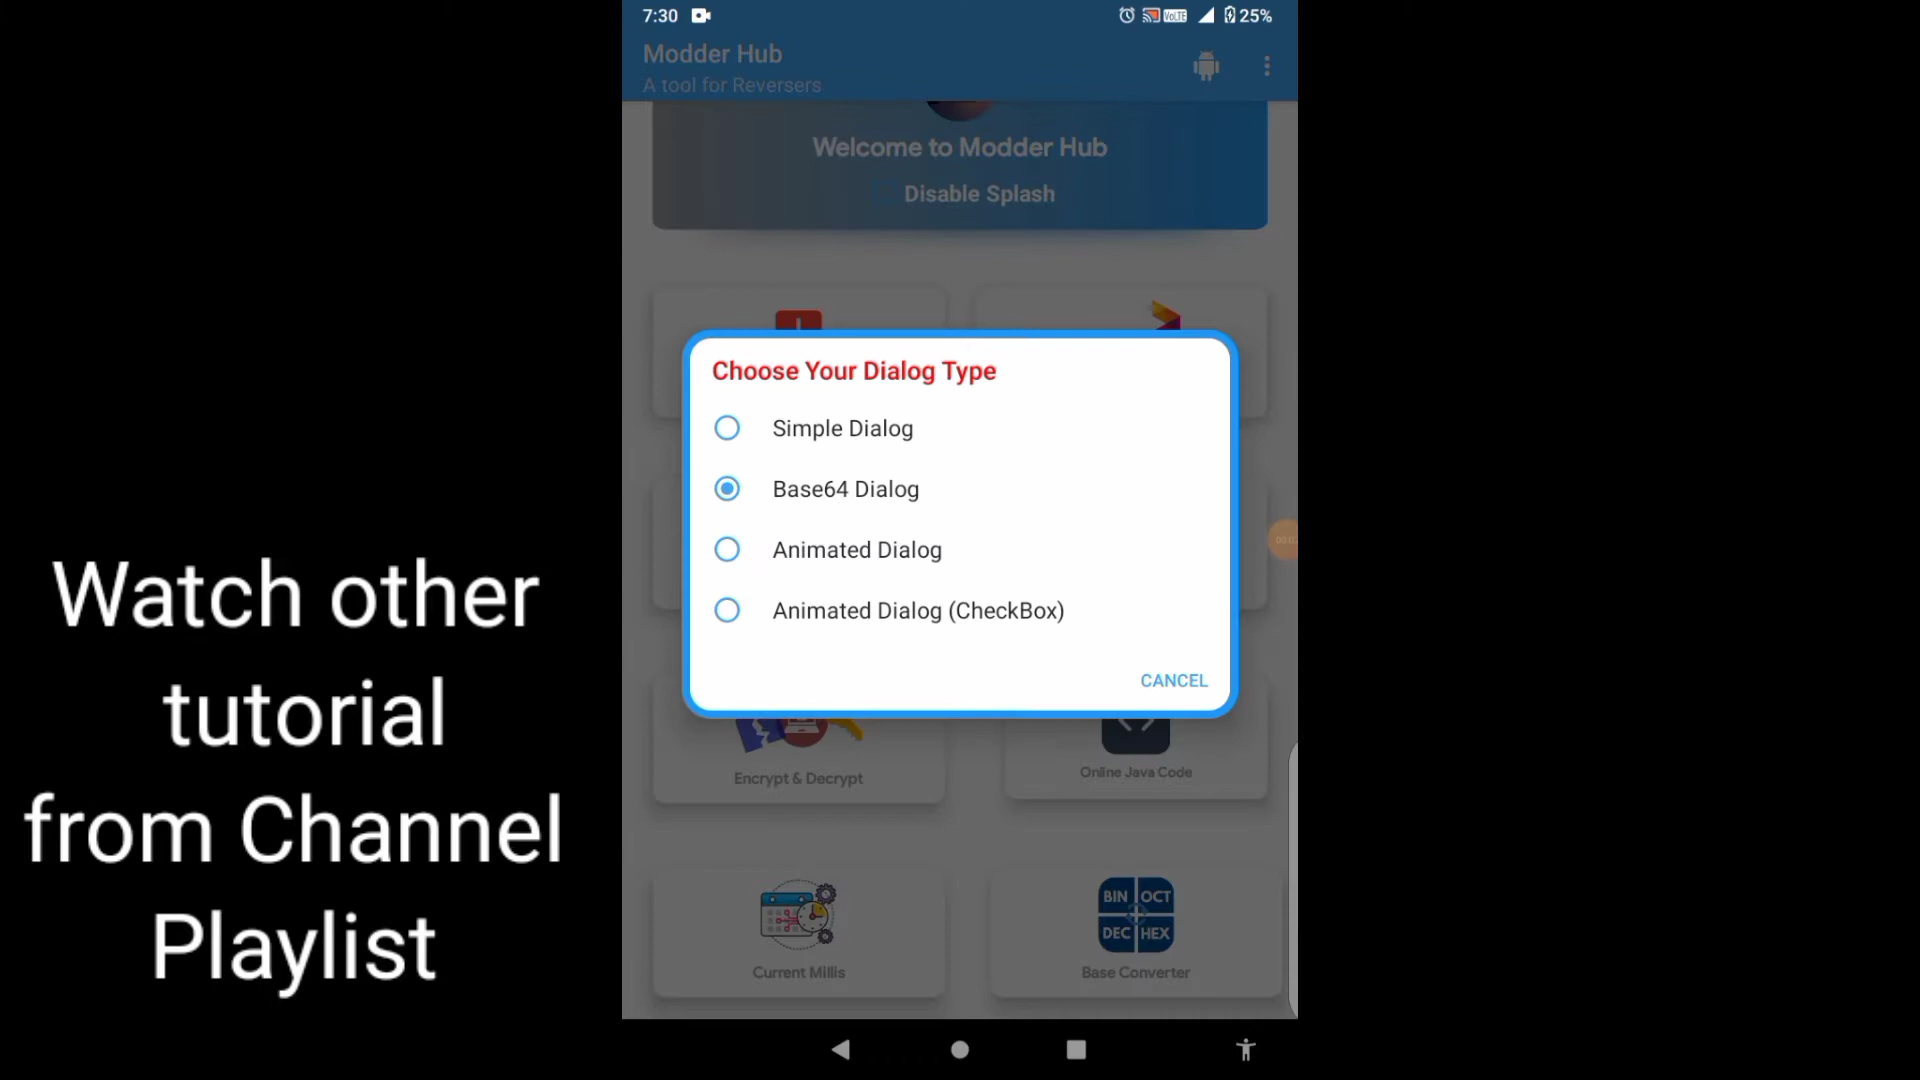 7:30
VoLTE
25%
Modder Hub
A tool for Reversers
Welcome to Modder Hub
Disable Splash
Choose Your Dialog Type
Simple Dialog
Base64 Dialog
Animated Dialog
Animated Dialog (CheckBox)
CANCEL
Encrypt & Decrypt
Online Java Code
BIN OCT
DEC HEX
Current Millis
Base Converter
Watch other
tutorial
from Channel
Playlist